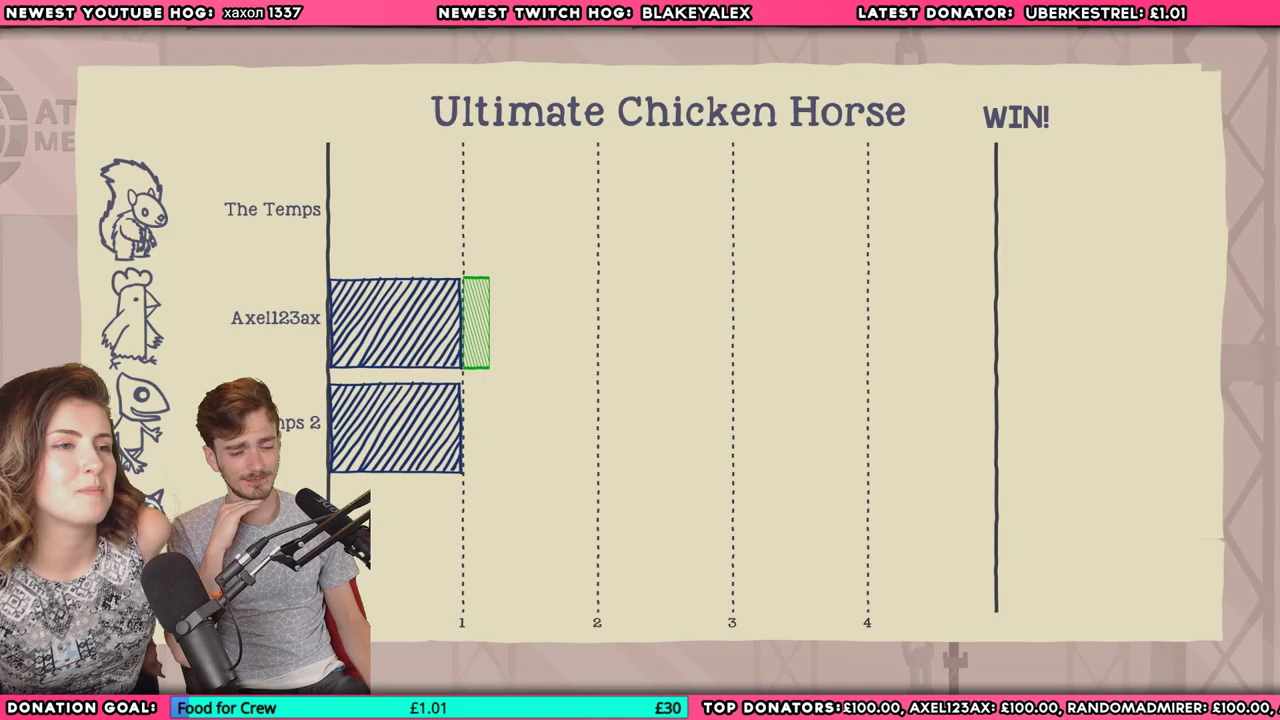 NEWEST YOUTUBE HOG: хахол 1337
NEWEST TWITCH HOG: BLAKEYALEX
LATEST DONATOR: UBERKESTREL: £1.01
Ultimate Chicken Horse
WIN!
The Temps
Axel123ax
mps 2
1 2 3 4
DONATION GOAL: Food for Crew £1.01 £30
TOP DONATORS: £100.00, AXEL123AX: £100.00, RANDOMADMIRER: £100.00,